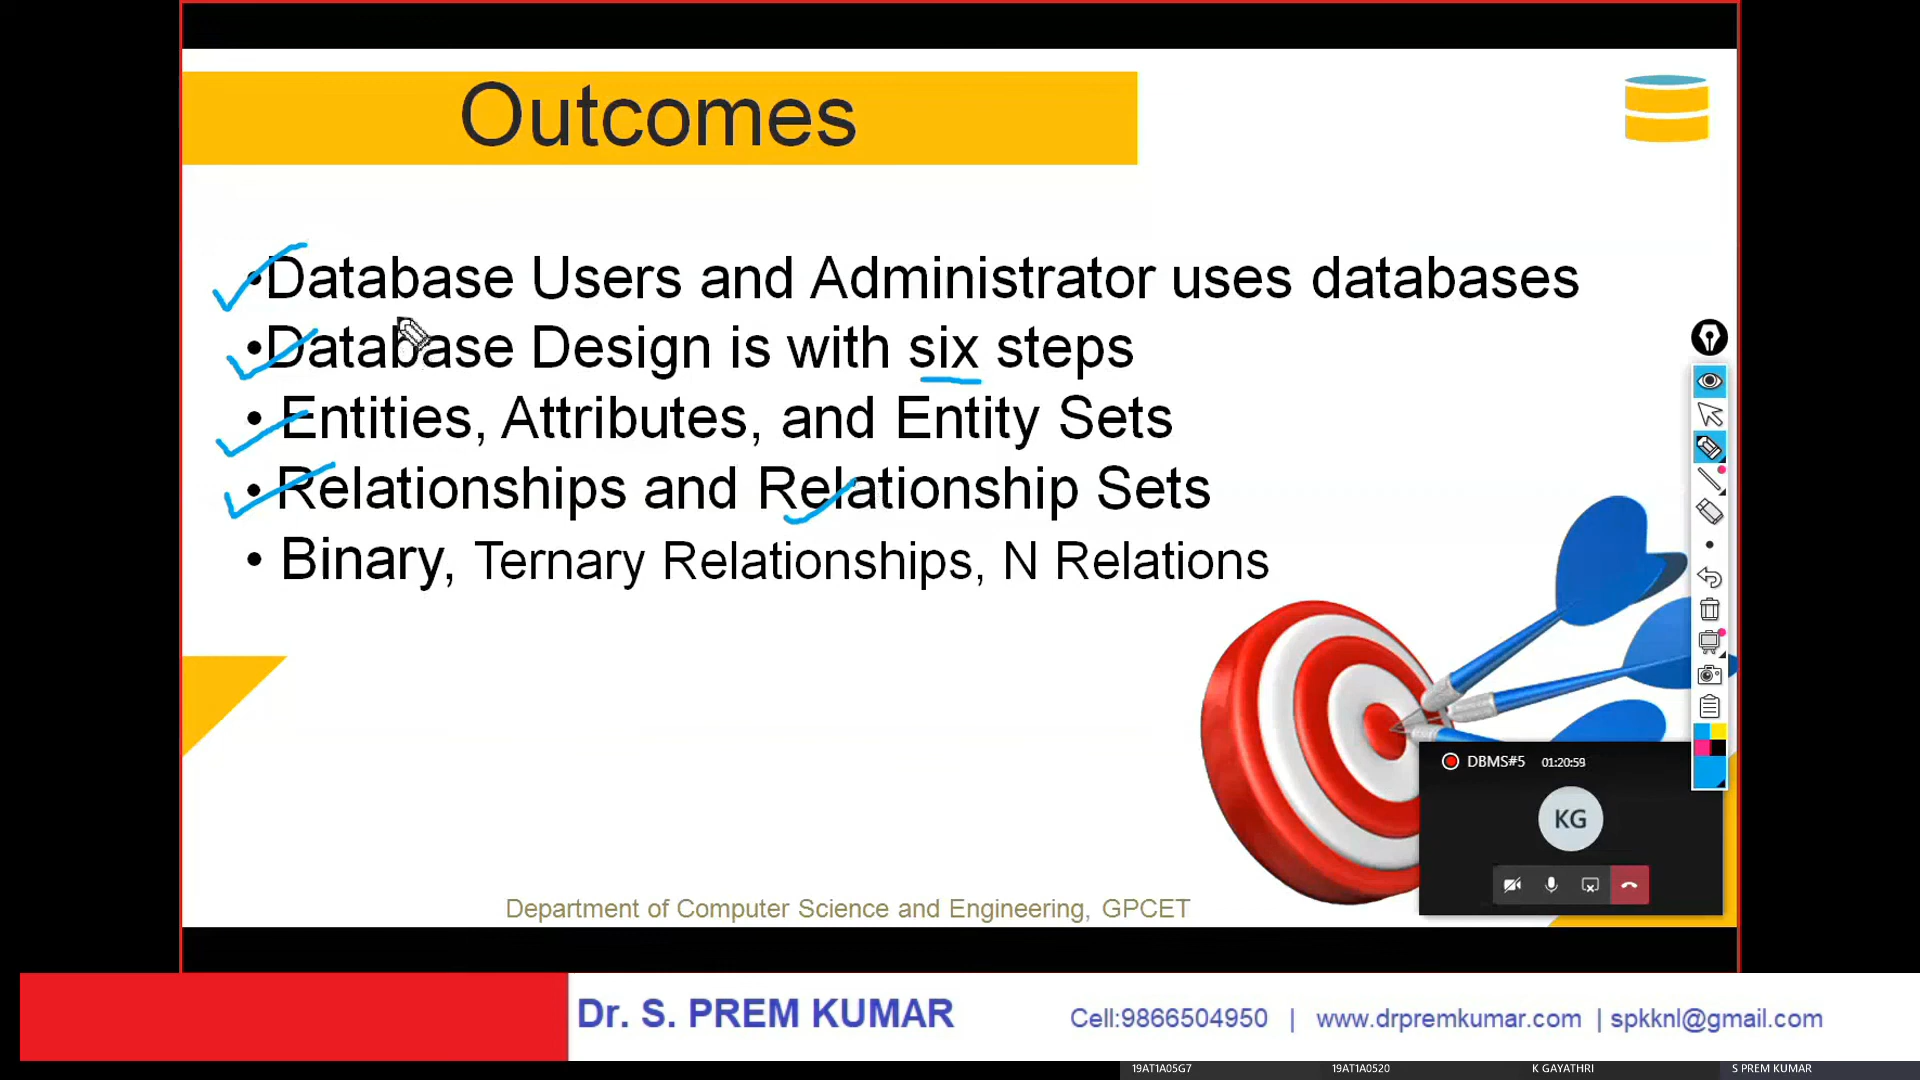 Outcomes
•Database Users and Administrator uses databases
•Database Design is with six steps
• Entities, Attributes, and Entity Sets
• Relationships and Relationship Sets
• Binary, Ternary Relationships, N Relations
DBMS#5 01:20:59
KG
Department of Computer Science and Engineering, GPCET
Dr. S. PREM KUMAR Cell:9866504950 | www.drpremkumar.com | spkknl@gmail.com
19AT1A05G7 19AT1A0520 K GAYATHRI S PREM KUMAR